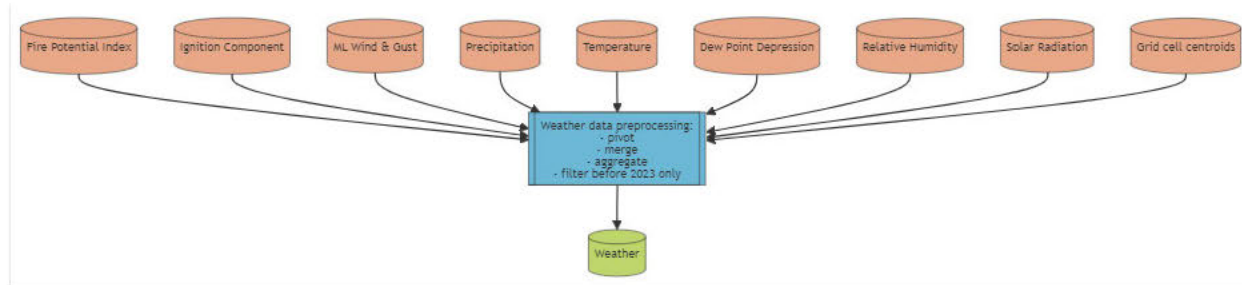 Fire Potential Index
Ignition Component
ML Wind & Gust
Precipitation
Temperature
Dew Point Depression
Relative Humidity
Solar Radiation
Grid cell centroids
Weather data preprocessing:
- pivot
- merge
- aggregate
- filter before 2023 only
Weather